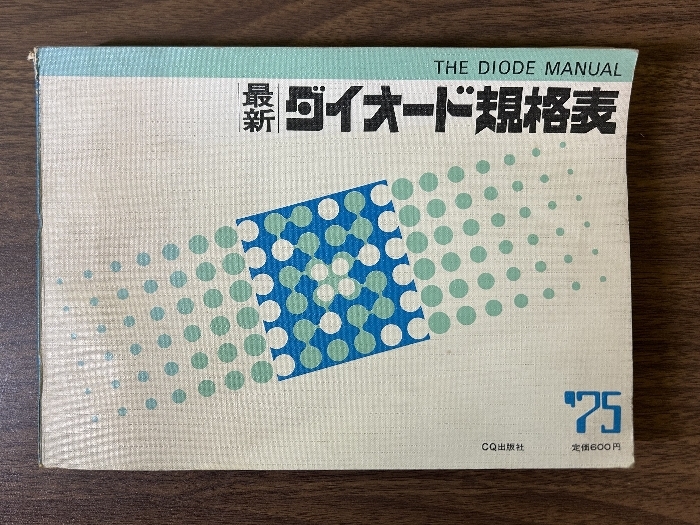 THE DIODE MANUAL
最新
ダイオード規格表
'75
CQ出版社
定価600円